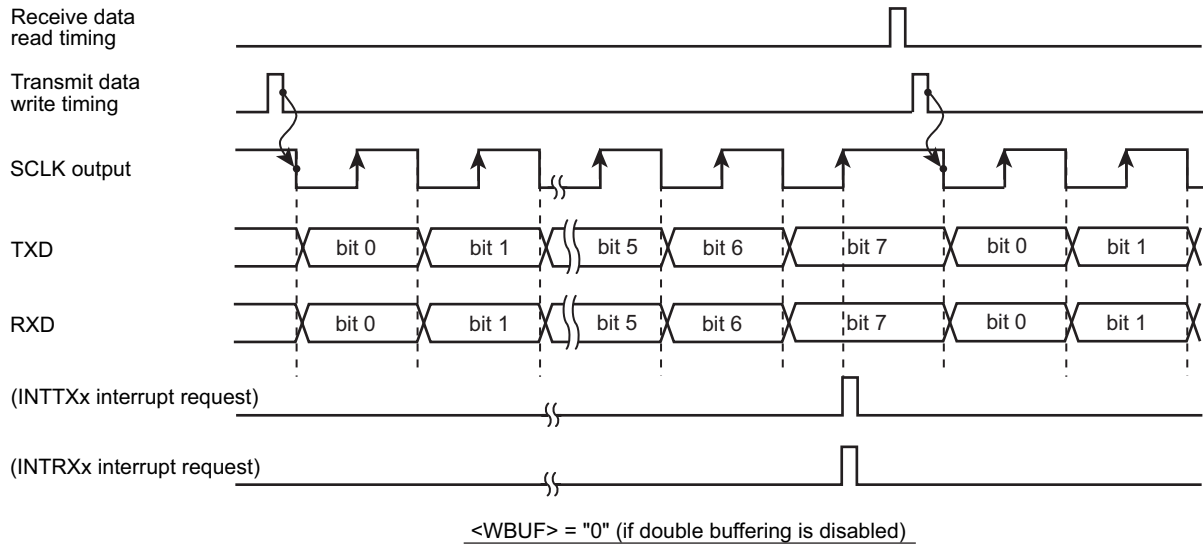 Receive data
read timing
Transmit data
write timing
SCLK output
TXD
bit 0 bit 1 bit 5 bit 6 bit 7 bit 0 bit 1
RXD
bit 0 bit 1 bit 5 bit 6 bit 7 bit 0 bit 1
(INTTXx interrupt request)
(INTRXx interrupt request)
<WBUF> = "0" (if double buffering is disabled)